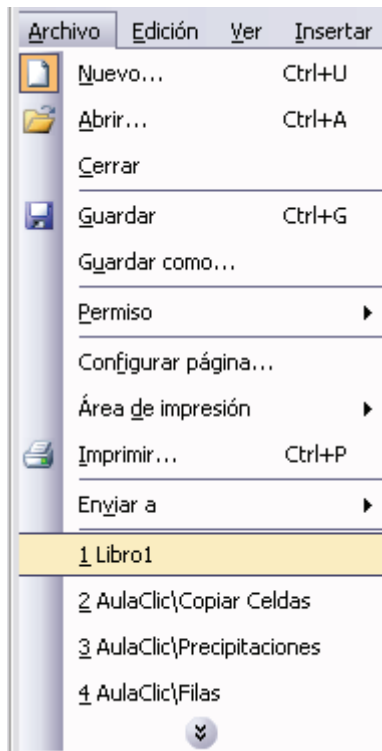 Archivo Edición Ver Insertar
Nuevo... Ctrl+U
Abrir... Ctrl+A
Cerrar
Guardar Ctrl+G
Guardar como...
Permiso
Configurar página...
Área de impresión
Imprimir... Ctrl+P
Enviar a
1 Libro1
2 AulaClic\Copiar Celdas
3 AulaClic\Precipitaciones
4 AulaClic\Filas